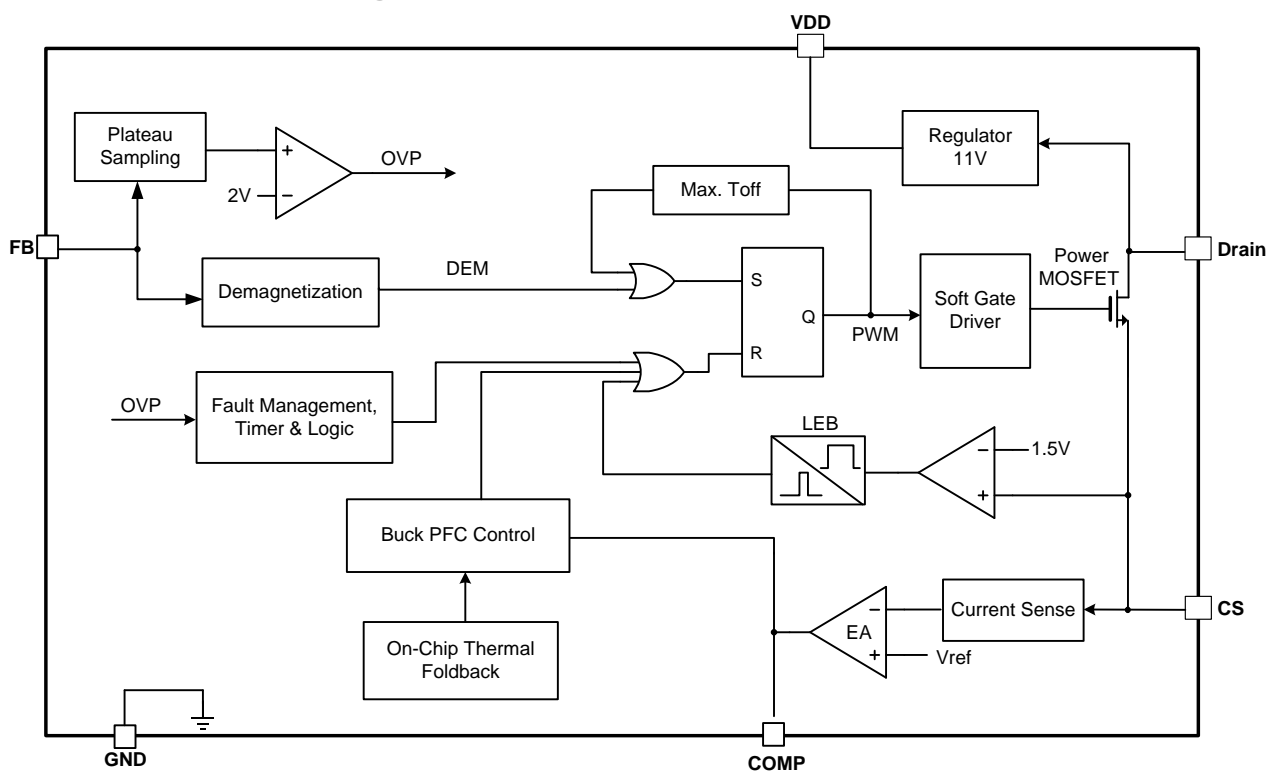 VDD
Plateau
Sampling
+
−
2V
OVP
Regulator
11V
Max. Toff
FB
Drain
Demagnetization
DEM
S
Q
R
PWM
Soft Gate
Driver
Power
MOSFET
OVP
Fault Management,
Timer & Logic
LEB
−
1.5V
+
Buck PFC Control
On-Chip Thermal
Foldback
EA
−
+
Vref
Current Sense
CS
GND
COMP